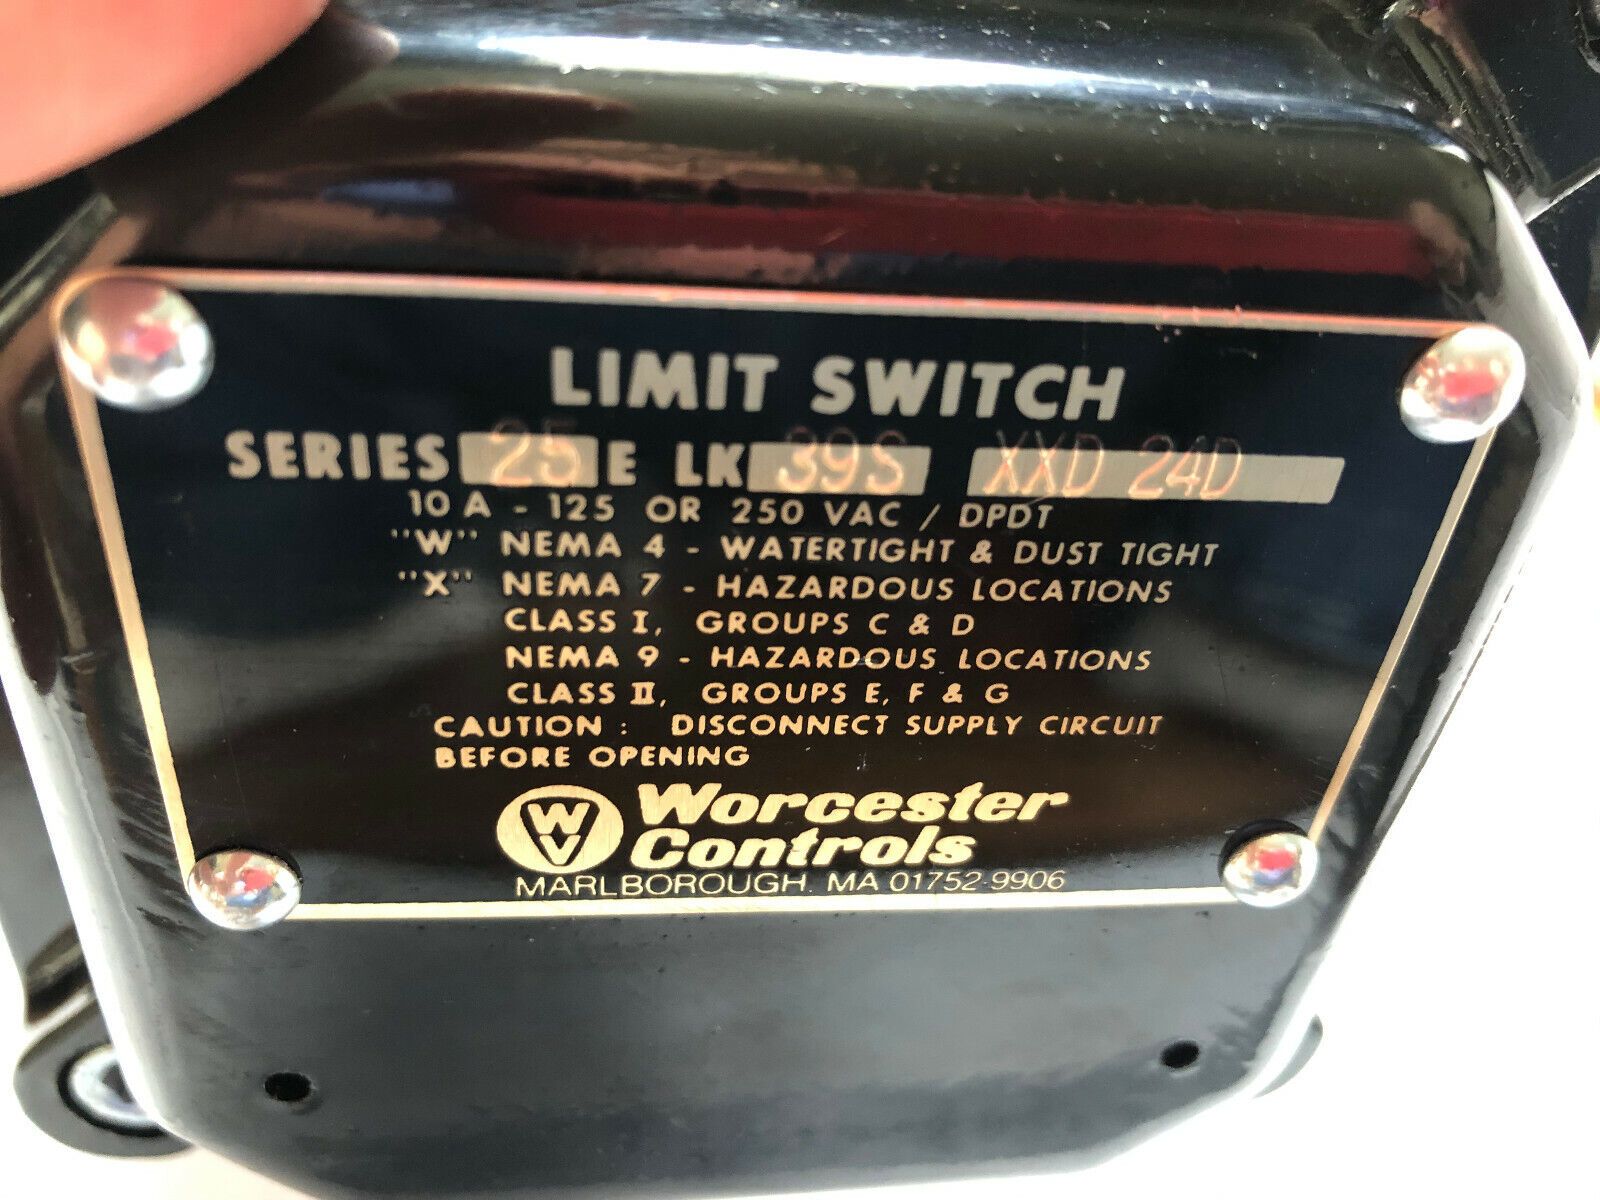 LIMIT SWITCH
SERIES 25 E LK 39S XXD 24D
10 A - 125 OR 250 VAC / DPDT
"W" NEMA 4 - WATERTIGHT & DUST TIGHT
"X" NEMA 7 - HAZARDOUS LOCATIONS
CLASS I, GROUPS C & D
NEMA 9 - HAZARDOUS LOCATIONS
CLASS II, GROUPS E, F & G
CAUTION : DISCONNECT SUPPLY CIRCUIT
BEFORE OPENING
WV Worcester
Controls
MARLBOROUGH, MA 01752-9906